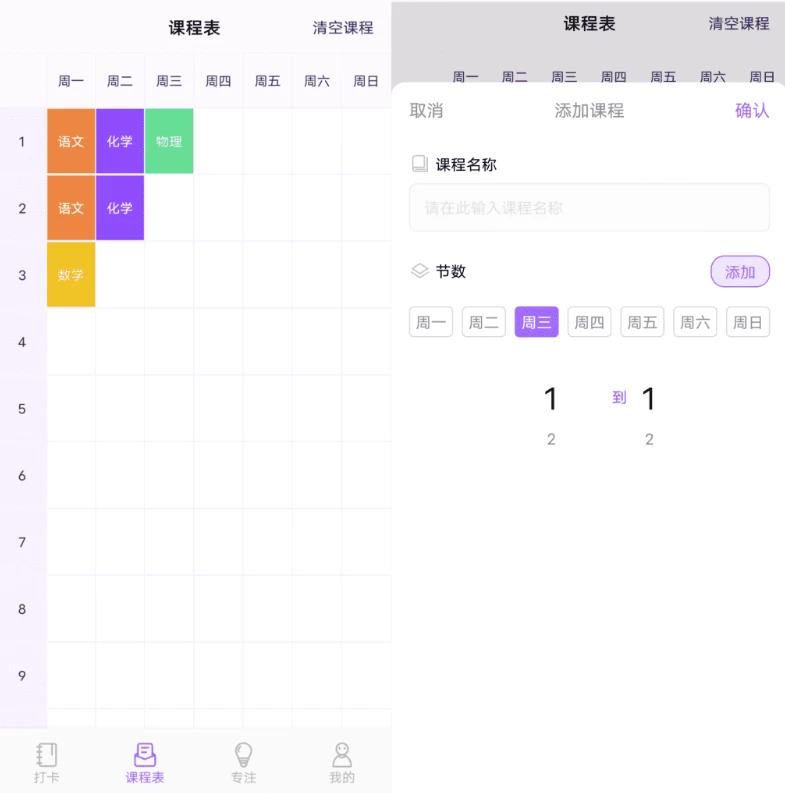 课程表
清空课程
周一 周二 周三 周四 周五 周六 周日
1 语文 化学 物理
2 语文 化学
3 数学
4
5
6
7
8
9
打卡 课程表 专注 我的
课程表
清空课程
周一 周二 周三 周四 周五 周六 周日
取消 添加课程 确认
课程名称
请在此输入课程名称
节数 添加
周一 周二 周三 周四 周五 周六 周日
1 到 1
2 2